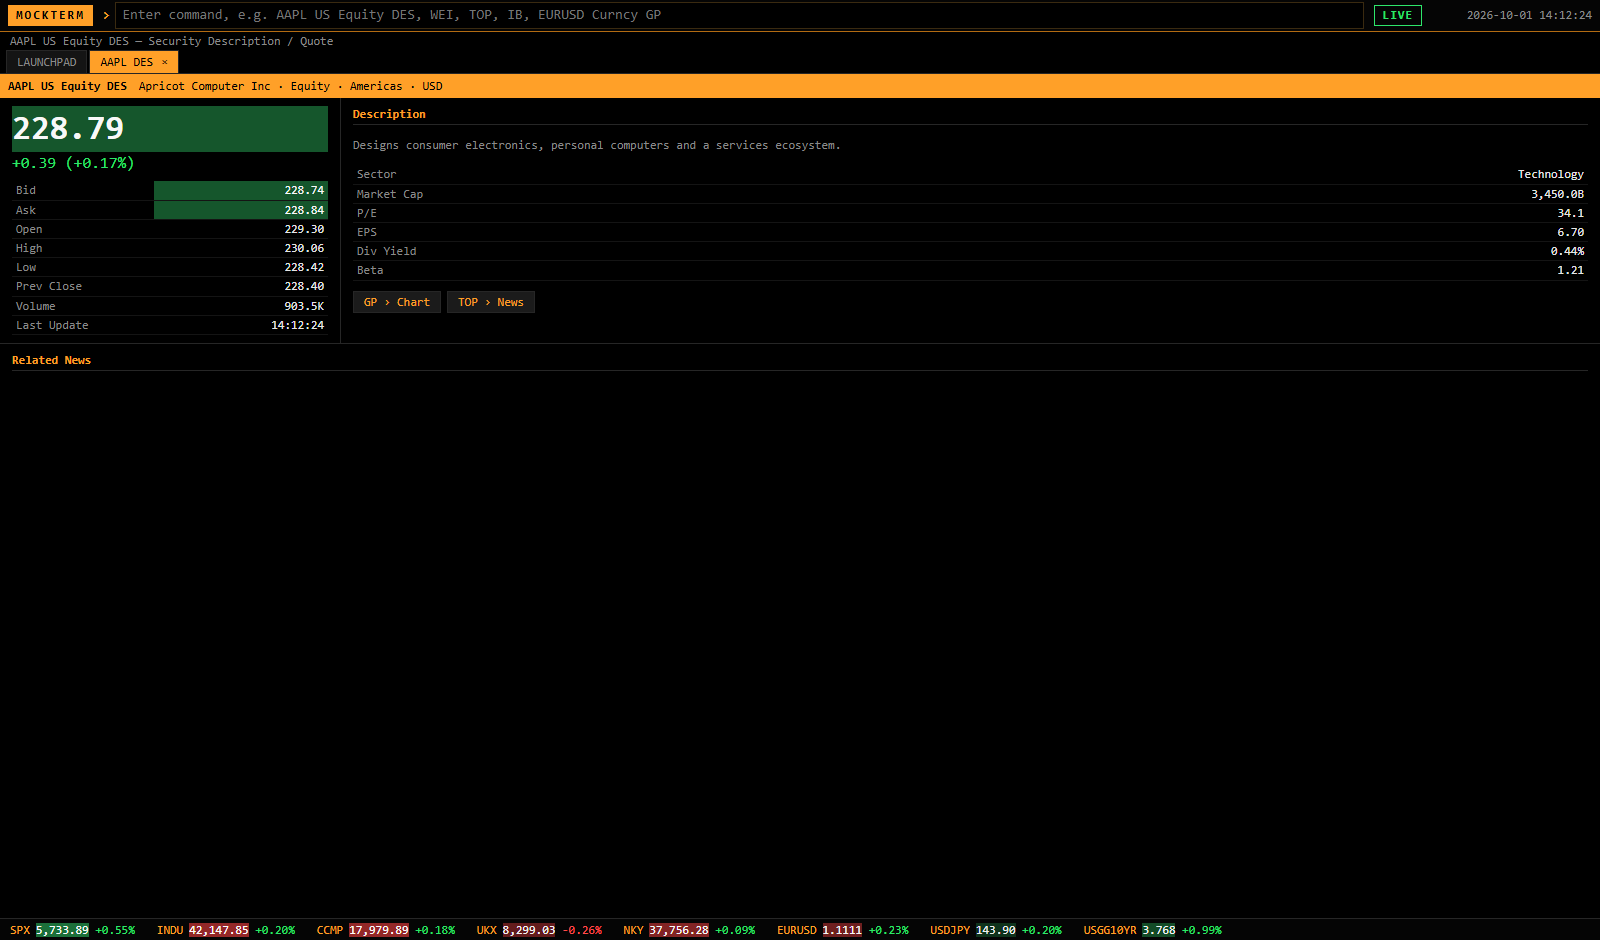 MOCKTERM › Enter command, e.g. AAPL US Equity DES, WEI, TOP, IB, EURUSD Curncy GP LIVE 2026-10-01 14:12:24
AAPL US Equity DES — Security Description / Quote
LAUNCHPAD AAPL DES ×
AAPL US Equity DES Apricot Computer Inc · Equity · Americas · USD
228.79
+0.39 (+0.17%)
Bid 228.74
Ask 228.84
Open 229.30
High 230.06
Low 228.42
Prev Close 228.40
Volume 903.5K
Last Update 14:12:24
Description
Designs consumer electronics, personal computers and a services ecosystem.
Sector Technology
Market Cap 3,450.0B
P/E 34.1
EPS 6.70
Div Yield 0.44%
Beta 1.21
GP › Chart TOP › News
Related News
SPX 5,733.89 +0.55% INDU 42,147.85 +0.20% CCMP 17,979.89 +0.18% UKX 8,299.03 -0.26% NKY 37,756.28 +0.09% EURUSD 1.1111 +0.23% USDJPY 143.90 +0.20% USGG10YR 3.768 +0.99%